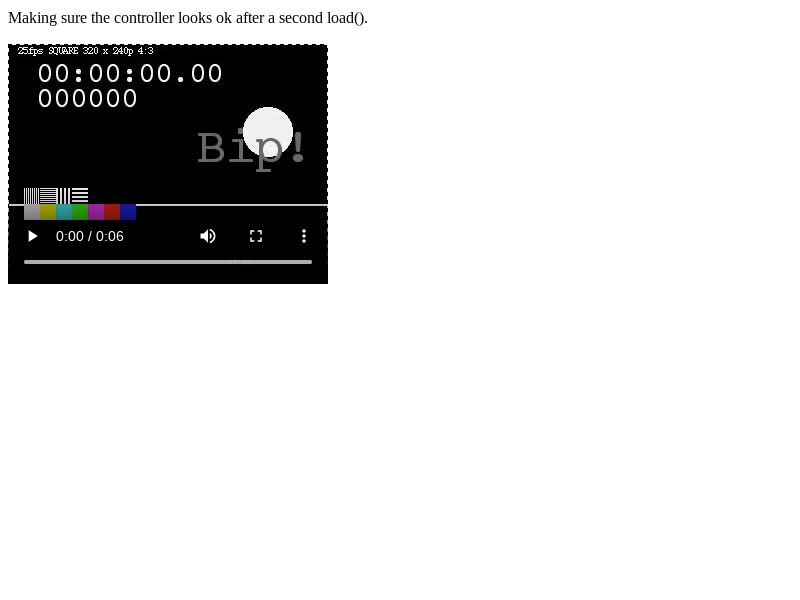 Making sure the controller looks ok after a second load().
25fps SQUARE 320 x 240p 4:3
00:00:00.00
000000
Bip!
0:00 / 0:06